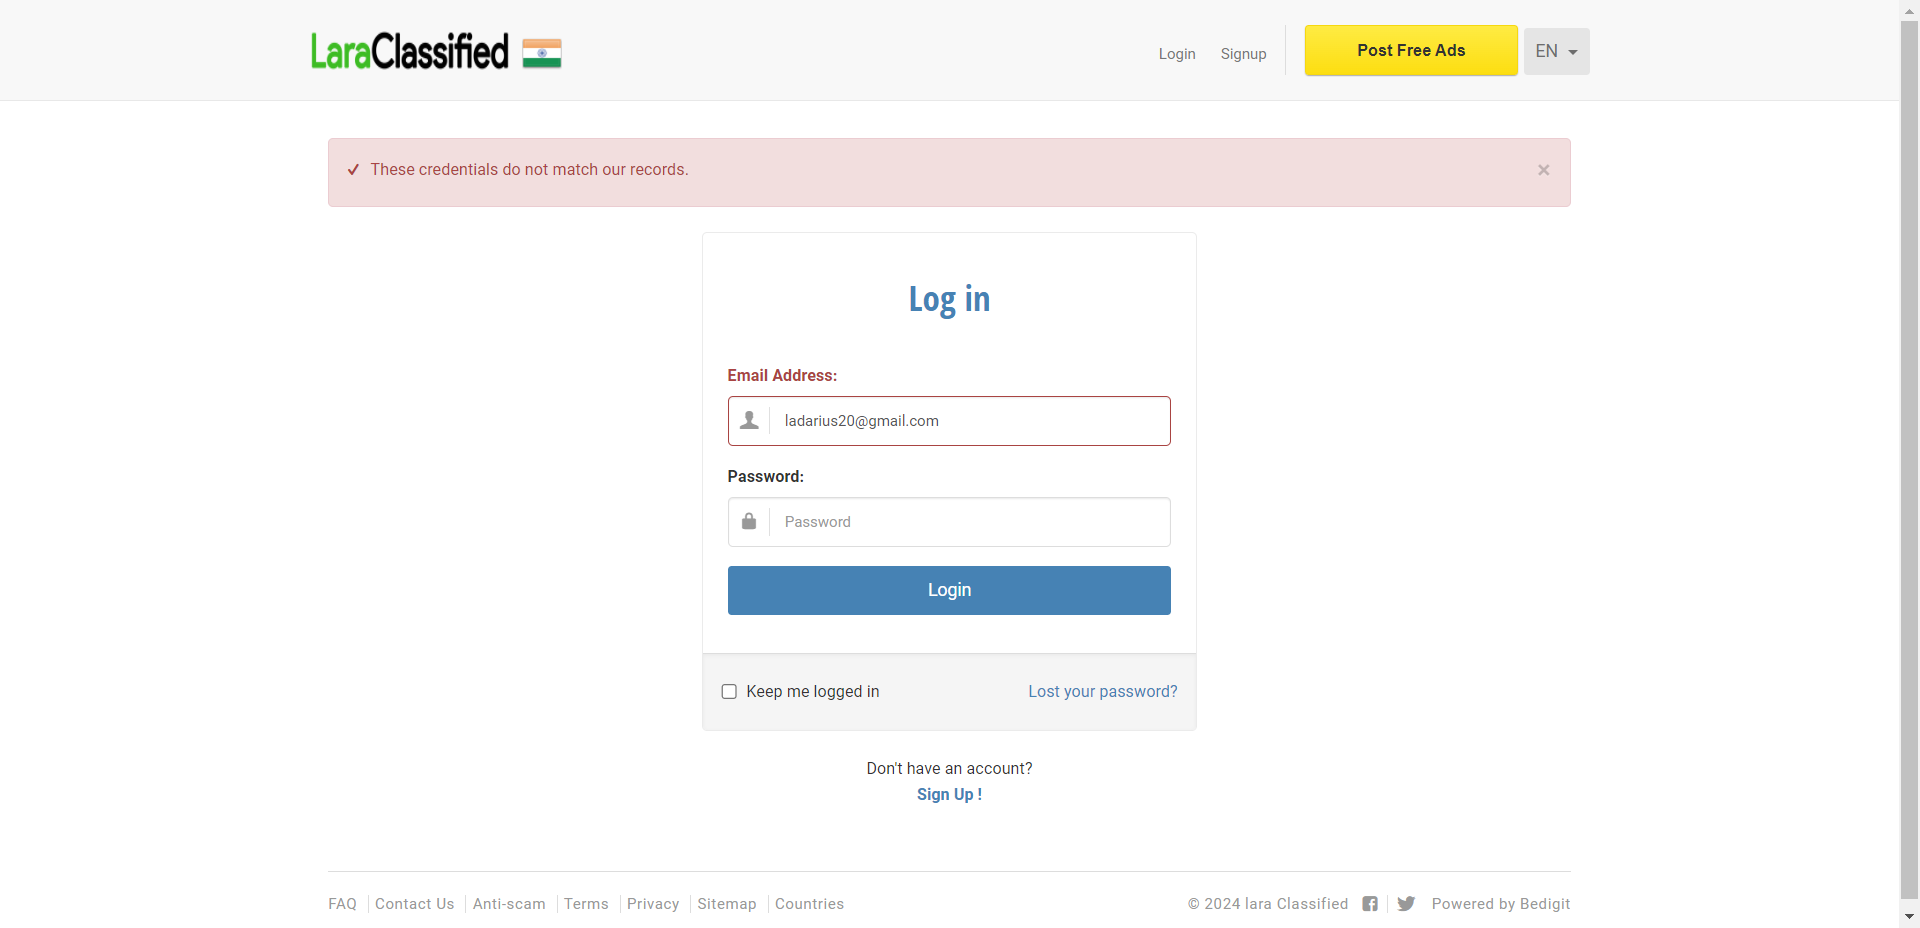 LaraClassified
Login
Signup
Post Free Ads
EN
These credentials do not match our records.
×
Log in
Email Address:
ladarius20@gmail.com
Password:
Password
Login
Keep me logged in
Lost your password?
Don't have an account?
Sign Up !
FAQ
Contact Us
Anti-scam
Terms
Privacy
Sitemap
Countries
© 2024 lara Classified
Powered by Bedigit